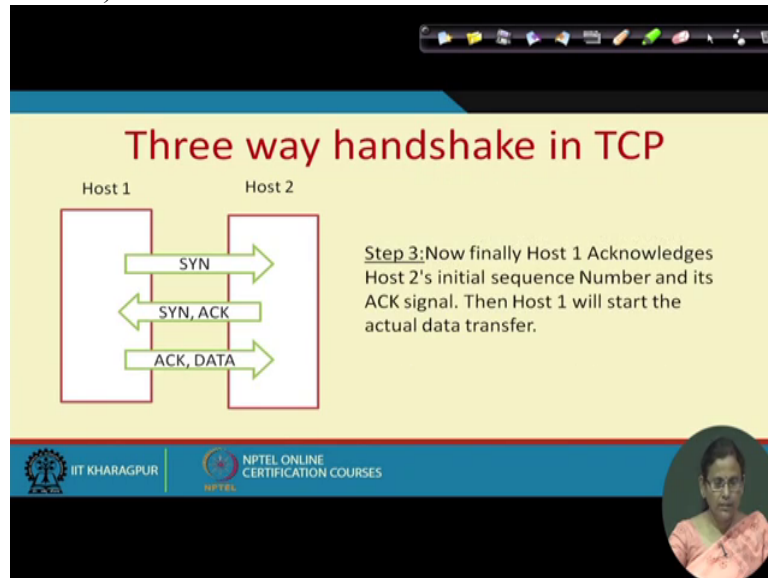 Three way handshake in TCP
Host 1
Host 2
SYN
SYN, ACK
ACK, DATA
Step 3:Now finally Host 1 Acknowledges
Host 2's initial sequence Number and its
ACK signal. Then Host 1 will start the
actual data transfer.
IIT KHARAGPUR
NPTEL
NPTEL ONLINE
CERTIFICATION COURSES